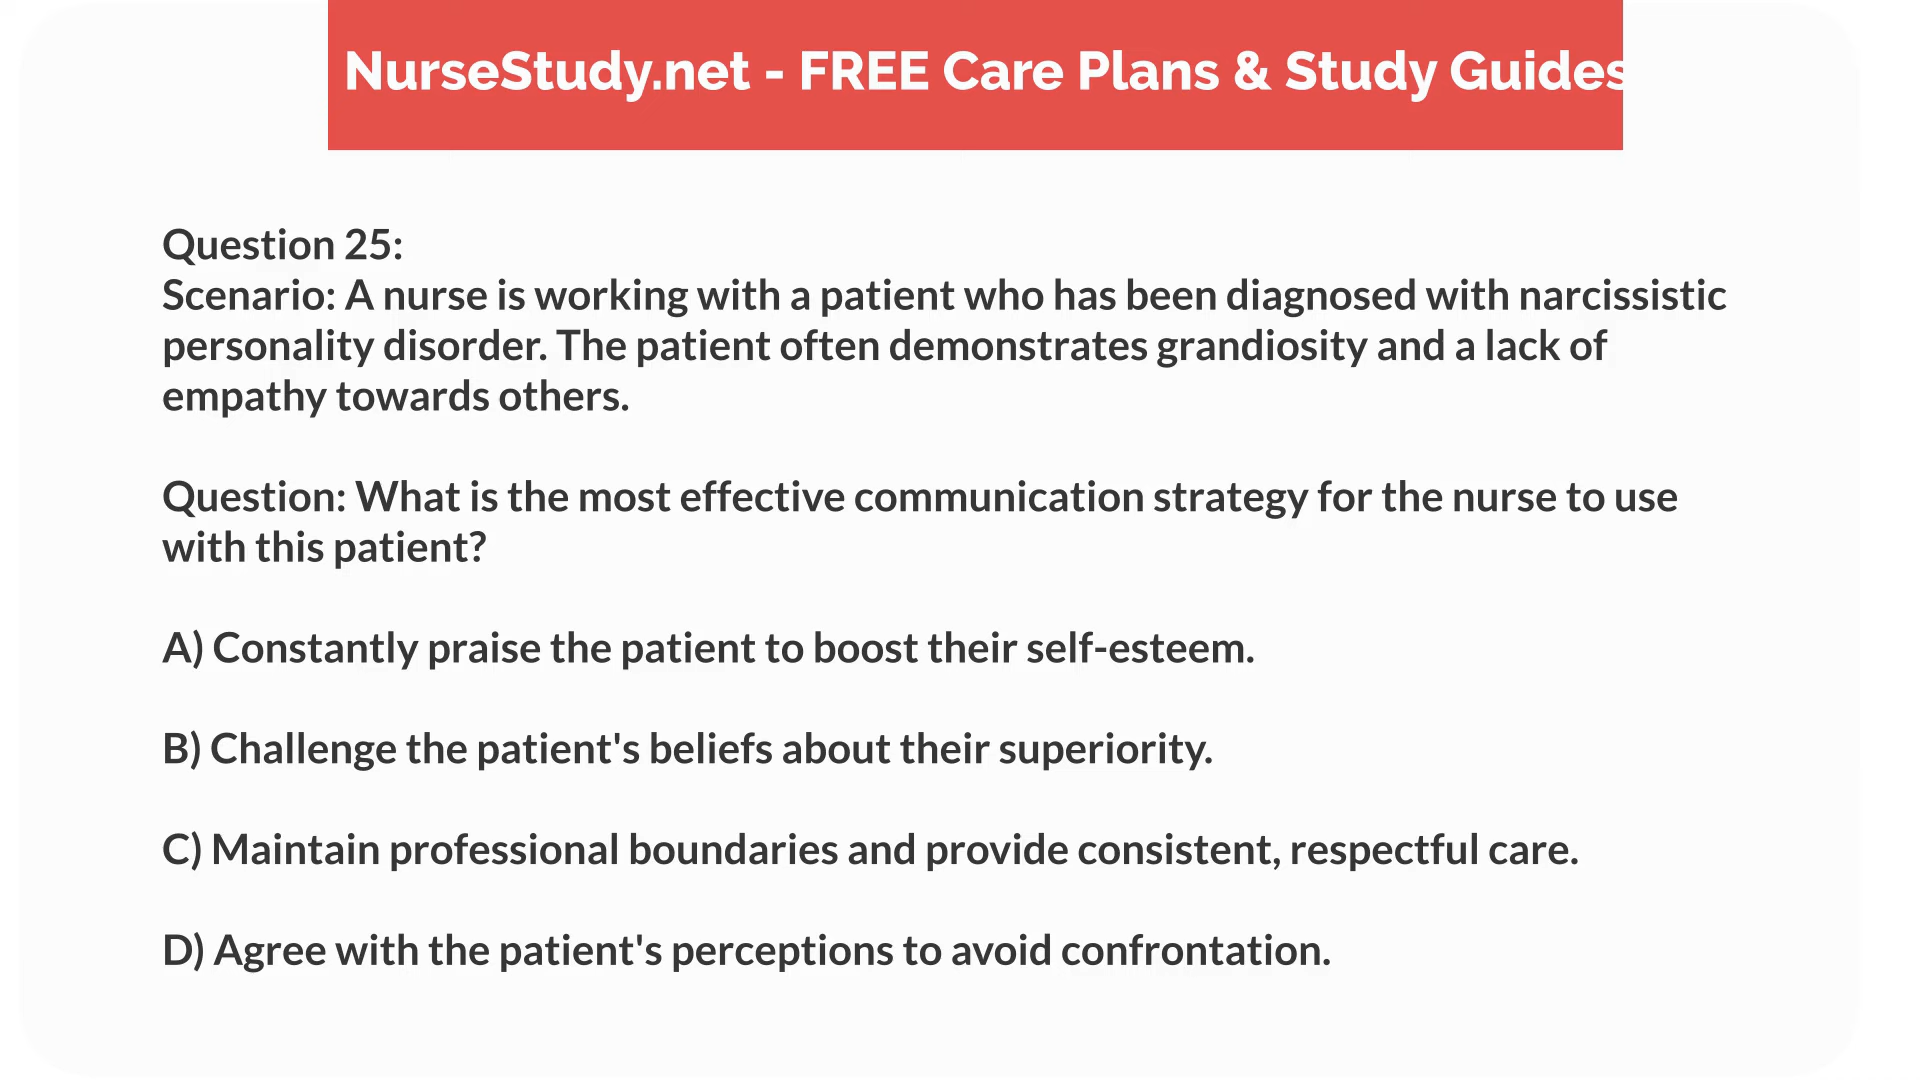 NurseStudy.net - FREE Care Plans & Study Guides
Question 25:
Scenario: A nurse is working with a patient who has been diagnosed with narcissistic
personality disorder. The patient often demonstrates grandiosity and a lack of
empathy towards others.
Question: What is the most effective communication strategy for the nurse to use
with this patient?
A) Constantly praise the patient to boost their self-esteem.
B) Challenge the patient's beliefs about their superiority.
C) Maintain professional boundaries and provide consistent, respectful care.
D) Agree with the patient's perceptions to avoid confrontation.